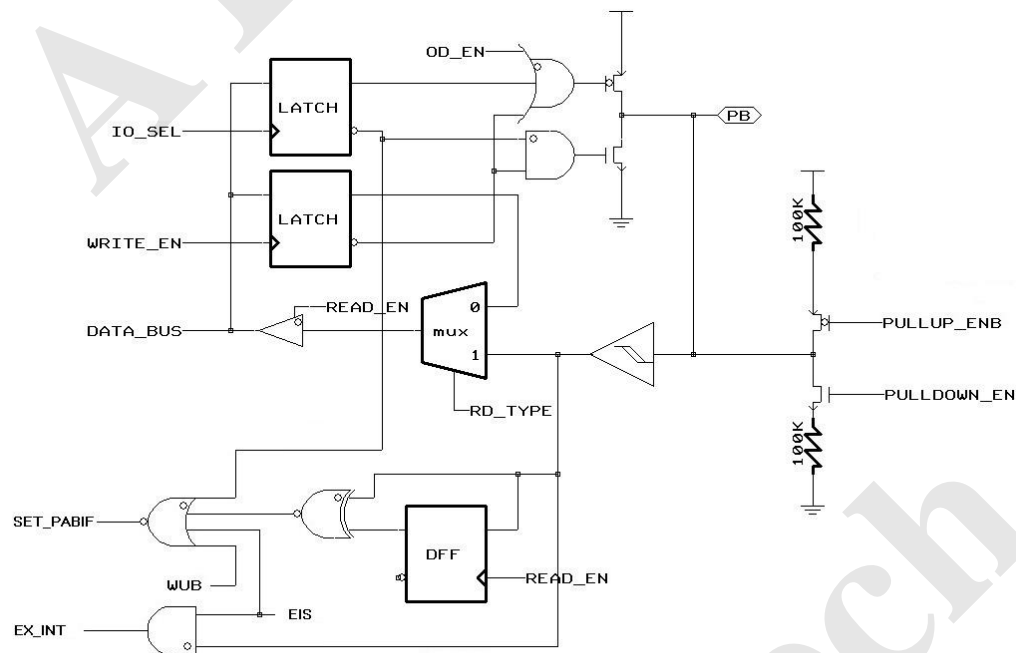 OD_EN
LATCH
IO_SEL
PB
LATCH
WRITE_EN
100K
READ_EN
0
DATA_BUS
mux
1
PULLUP_ENB
RD_TYPE
PULLDOWN_EN
100K
SET_PABIF
DFF
READ_EN
WUB
EIS
EX_INT
ech